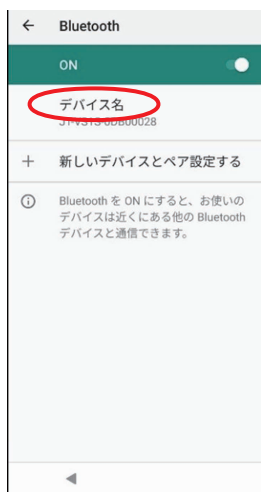 Bluetooth
ON
デバイス名
新しいデバイスとペア設定する
Bluetooth を ON にすると、お使いの
デバイスは近くにある他の Bluetooth
デバイスと通信できます。